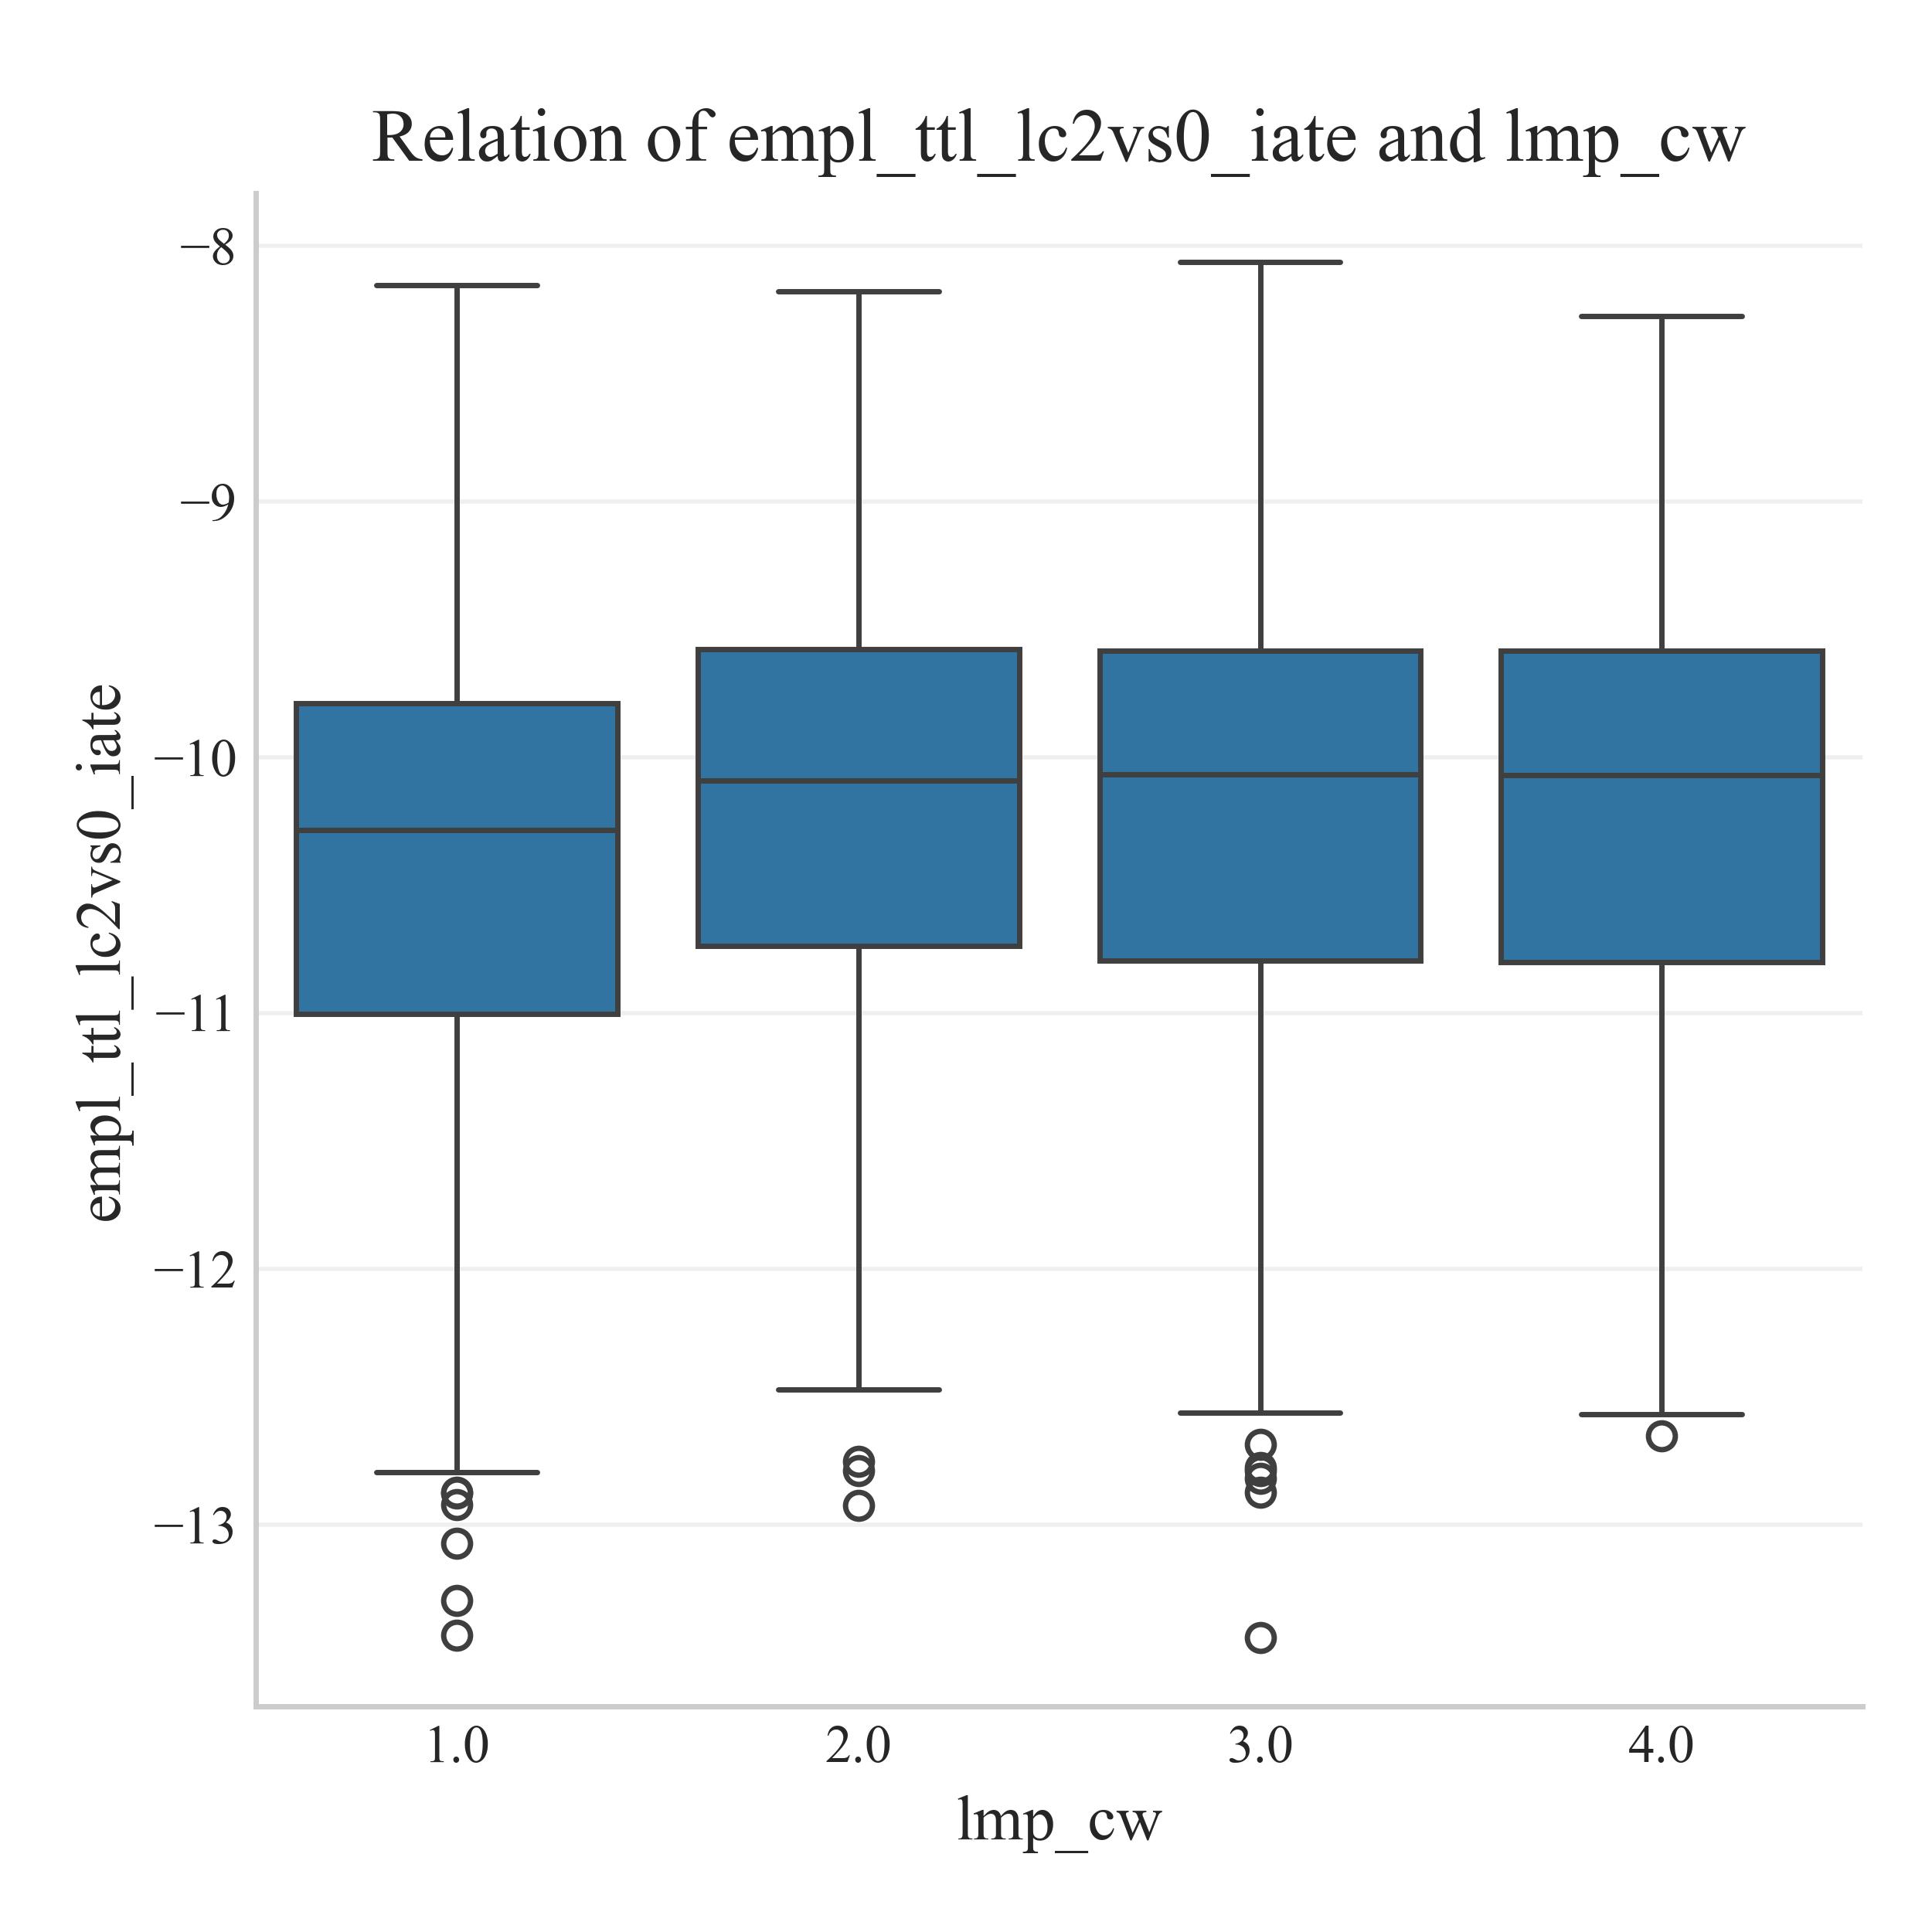 Relation of empl_ttl_lc2vs0_iate and lmp_cw
empl_ttl_lc2vs0_iate
−8
−9
−10
−11
−12
−13
1.0 2.0 3.0 4.0
lmp_cw